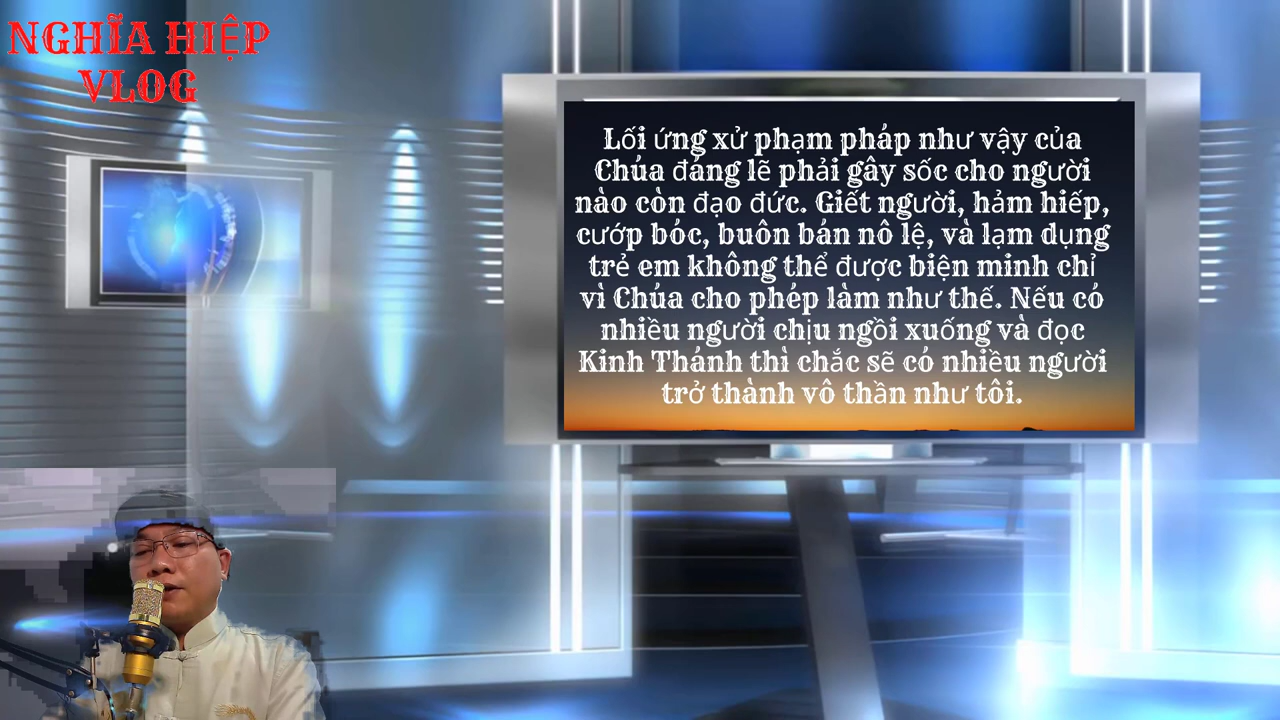 NGHĨA HIỆP
VLOG
Lối ứng xử phạm pháp như vậy của
Chúa đáng lẽ phải gây sốc cho người
nào còn đạo đức. Giết người, hảm hiếp,
cướp bóc, buôn bán nô lệ, và lạm dụng
trẻ em không thể được biện minh chỉ
vì Chúa cho phép làm như thế. Nếu có
nhiều người chịu ngồi xuống và đọc
Kinh Thánh thì chắc sẽ có nhiều người
trở thành vô thần như tôi.